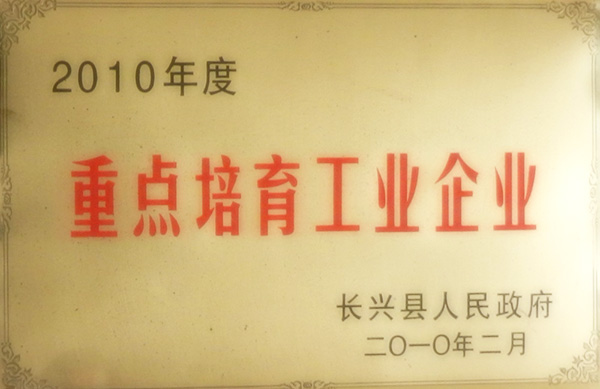 2010年度
重点培育工业企业
长兴县人民政府
二〇一〇年二月